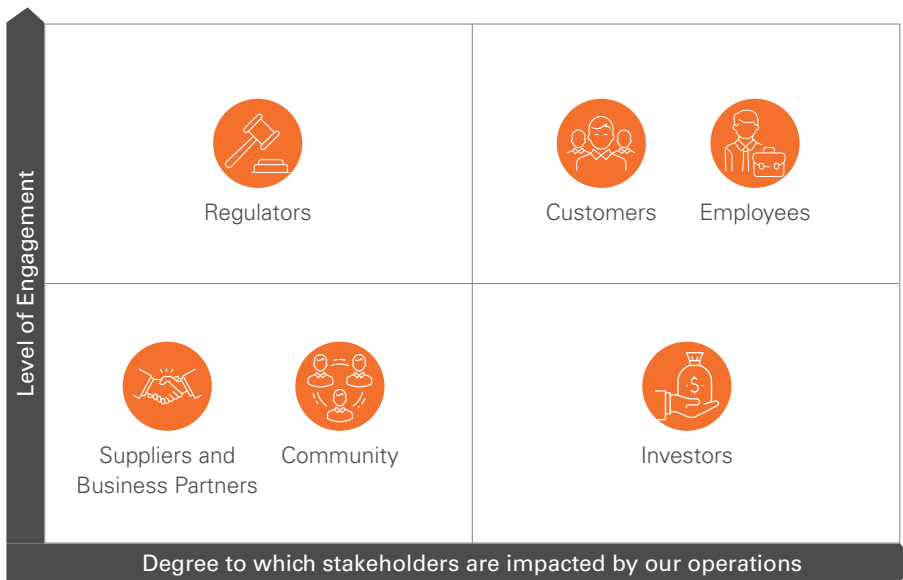 Level of Engagement
Regulators
Customers
Employees
Suppliers and
Business Partners
Community
$
Investors
Degree to which stakeholders are impacted by our operations